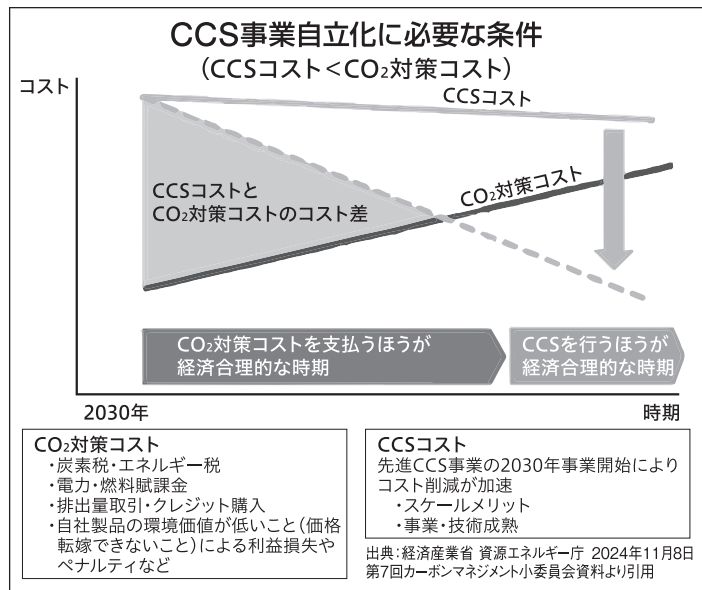 CCS事業自立化に必要な条件
(CCSコスト<CO₂対策コスト)
コスト
CCSコスト
CO₂対策コスト
CCSコストと
CO₂対策コストのコスト差
CO₂対策コストを支払うほうが
経済合理的な時期
CCSを行うほうが
経済合理的な時期
2030年
時期
CO₂対策コスト
・炭素税・エネルギー税
・電力・燃料賦課金
・排出量取引・クレジット購入
・自社製品の環境価値が低いこと(価格
転嫁できないこと)による利益損失や
ペナルティなど
CCSコスト
先進CCS事業の2030年事業開始により
コスト削減が加速
・スケールメリット
・事業・技術成熟
出典:経済産業省 資源エネルギー庁 2024年11月8日
第7回カーボンマネジメント小委員会資料より引用